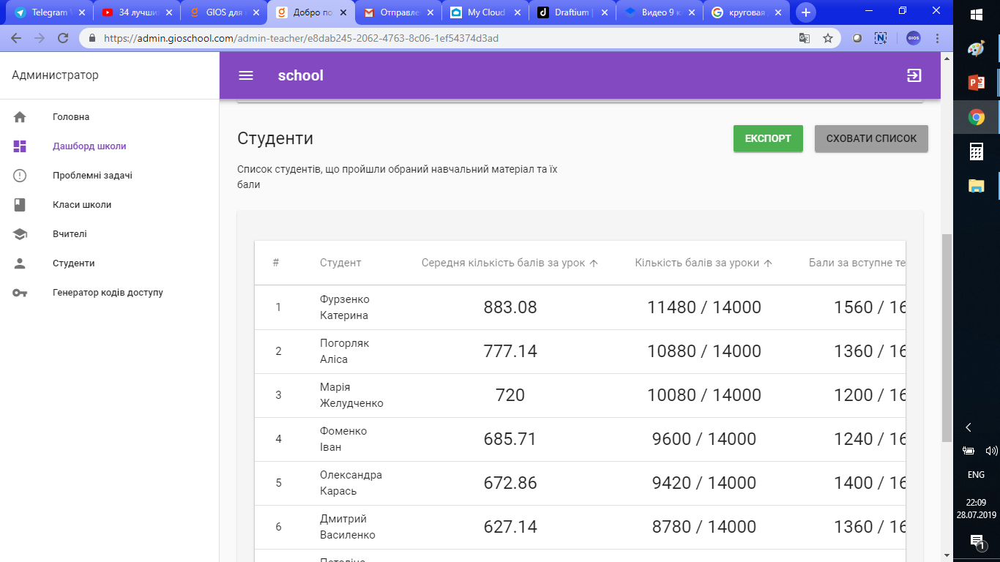 Telegram
34 лучши
GIOS для
Добро по
Отправле
My Cloud
Draftium
Видео 9 к
круговая
https://admin.gioschool.com/admin-teacher/e8dab245-2062-4763-8c06-1ef54374d3ad
GIOS
Администратор
school
Головна
Дашборд школи
Проблемні задачі
Класи школи
Вчителі
Студенти
Генератор кодів доступу
Студенти
ЕКСПОРТ
СХОВАТИ СПИСОК
Список студентів, що пройшли обраний навчальний матеріал та їх
бали
# Студент Середня кількість балів за урок Кількість балів за уроки Бали за вступне те
1 Фурзенко 883.08 11480 / 14000 1560 / 16
Катерина
2 Погорляк 777.14 10880 / 14000 1360 / 16
Аліса
3 Марія 720 10080 / 14000 1200 / 16
Желудченко
4 Фоменко 685.71 9600 / 14000 1240 / 16
Іван
5 Олександра 672.86 9420 / 14000 1400 / 16
Карась
6 Дмитрий 627.14 8780 / 14000 1360 / 16
Василенко
ENG
22:09
28.07.2019
1